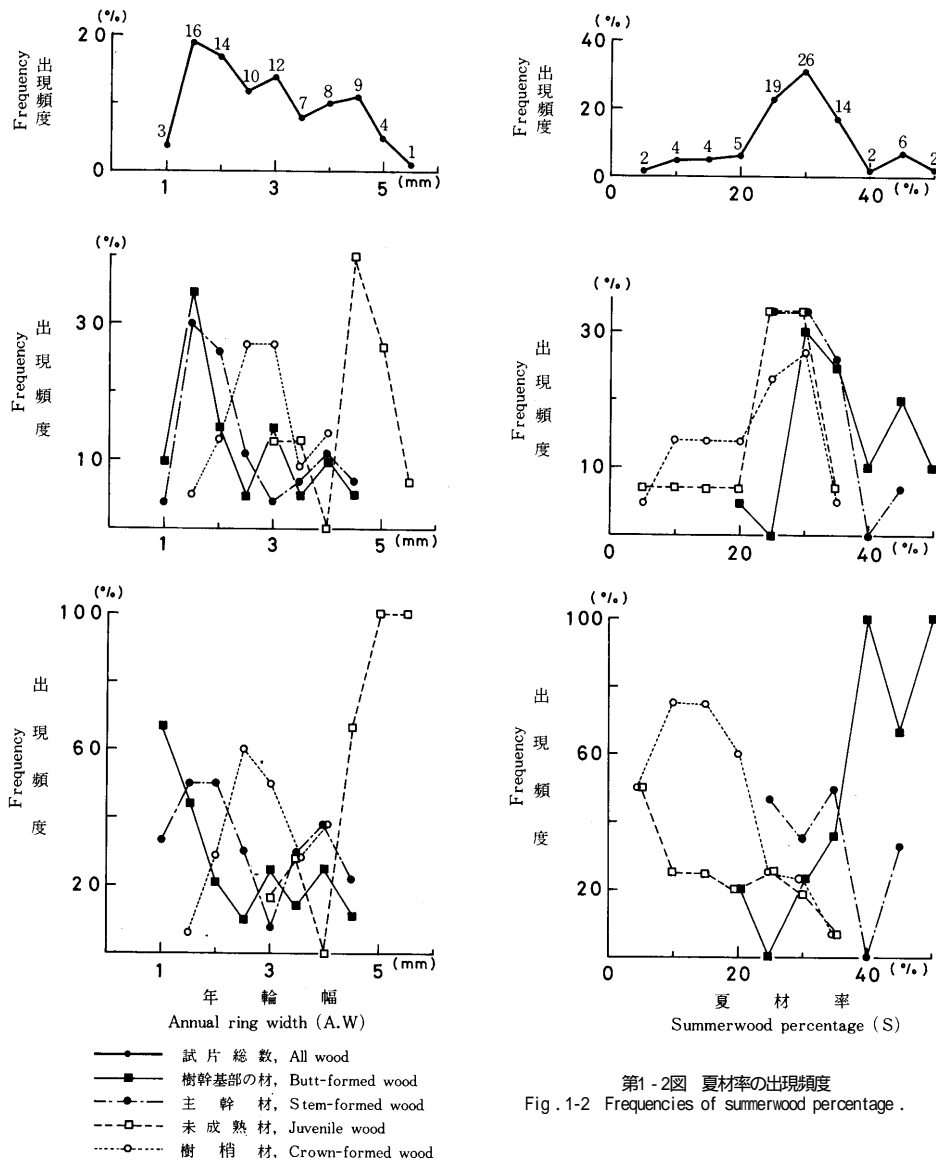 (%)
20
0
Frequency
出現頻度
3
16
14
10
12
7
8
9
4
1
1
3
5
(mm)
(%)
40
20
0
Frequency
出現頻度
2
4
4
5
19
26
14
2
6
2
20
40
(%)
(%)
30
10
Frequency
出現頻度
1
3
5
(mm)
(%)
30
10
Frequency
出現頻度
0
20
40
(%)
(%)
100
60
20
Frequency
出現頻度
1
3
5
(mm)
年輪幅
Annual ring width (A.W)
(%)
100
60
20
Frequency
出現頻度
0
20
40
(%)
夏材率
Summerwood percentage (S)
試片総数, All wood
樹幹基部の材, Butt-formed wood
主幹材, Stem-formed wood
未成熟材, Juvenile wood
樹梢材, Crown-formed wood
第1-2図 夏材率の出現頻度
Fig. 1-2 Frequencies of summerwood percentage.